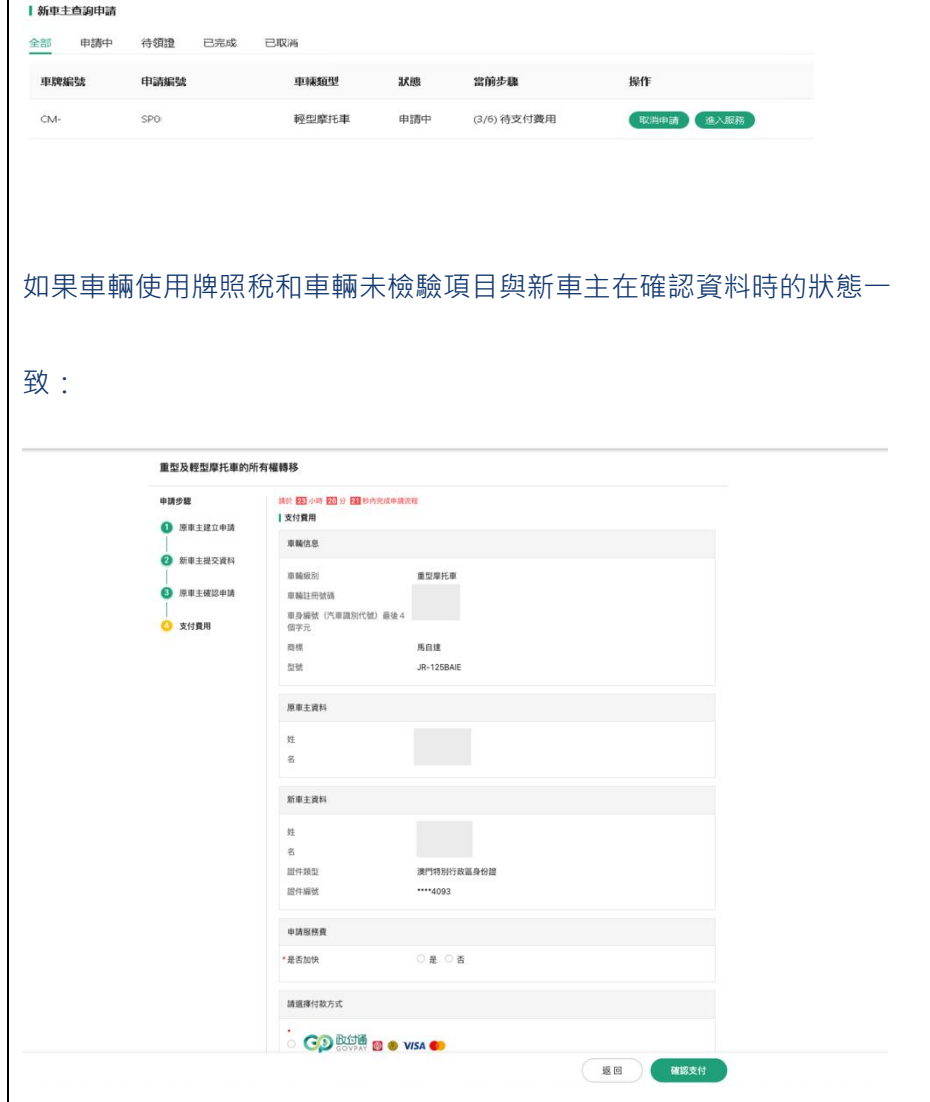 新車主查詢申請
全部 申請中 待領證 已完成 已取消
車牌編號 申請編號 車輛類型 狀態 當前步驟 操作
CM- SP0 輕型摩托車 申請中 (3/6) 待支付費用 取消申請 進入服務
如果車輛使用牌照稅和車輛未檢驗項目與新車主在確認資料時的狀態一
致：
重型及輕型摩托車的所有權轉移
申請步驟
1 原車主建立申請
2 新車主提交資料
3 原車主確認申請
4 支付費用
請於 23 小時 20 分 21 秒內完成申請流程
支付費用
車輛信息
車輛級別 重型摩托車
車輛註冊號碼
車身編號（汽車識別代號）最後 4
個字元
商標 馬自達
型號 JR-125BAIE
原車主資料
姓
名
新車主資料
姓
名
證件類型 澳門特別行政區身份證
證件編號 ****4093
申請服務費
*是否加快 是 否
請選擇付款方式
*
GP 政付通 GOVPAY VISA
返回 確認支付